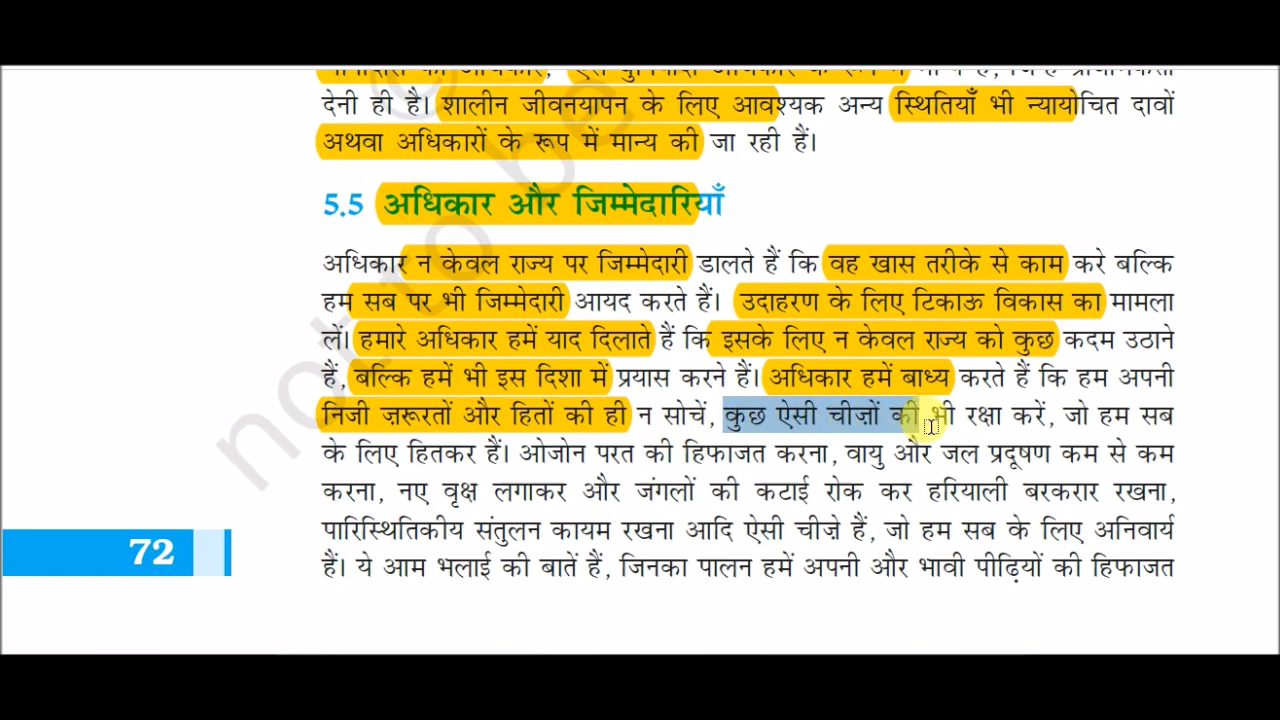 देनी ही है। शालीन जीवनयापन के लिए आवश्यक अन्य स्थितियाँ भी न्यायोचित दावों
अथवा अधिकारों के रूप में मान्य की जा रही हैं।
5.5 अधिकार और जिम्मेदारियाँ
अधिकार न केवल राज्य पर जिम्मेदारी डालते हैं कि वह खास तरीके से काम करे बल्कि
हम सब पर भी जिम्मेदारी आयद करते हैं। उदाहरण के लिए टिकाऊ विकास का मामला
लें। हमारे अधिकार हमें याद दिलाते हैं कि इसके लिए न केवल राज्य को कुछ कदम उठाने
हैं, बल्कि हमें भी इस दिशा में प्रयास करने हैं। अधिकार हमें बाध्य करते हैं कि हम अपनी
निजी ज़रूरतों और हितों की ही न सोचें, कुछ ऐसी चीज़ों की भी रक्षा करें, जो हम सब
के लिए हितकर हैं। ओजोन परत की हिफाजत करना, वायु और जल प्रदूषण कम से कम
करना, नए वृक्ष लगाकर और जंगलों की कटाई रोक कर हरियाली बरकरार रखना,
पारिस्थितिकीय संतुलन कायम रखना आदि ऐसी चीज़े हैं, जो हम सब के लिए अनिवार्य
हैं। ये आम भलाई की बातें हैं, जिनका पालन हमें अपनी और भावी पीढ़ियों की हिफाजत
72
not to be